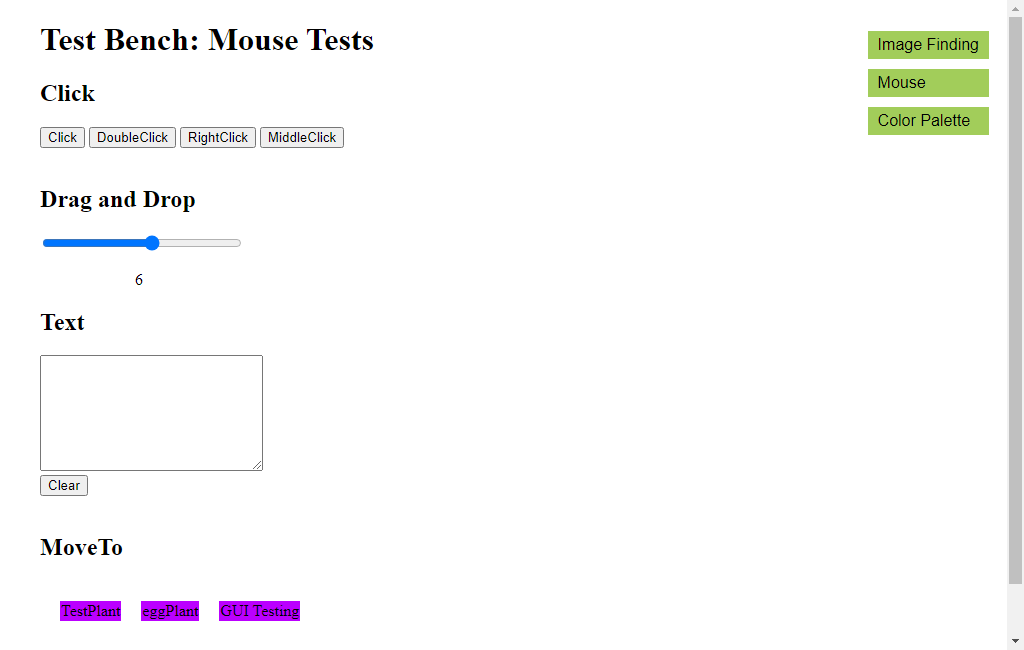 Test Bench: Mouse Tests
Image Finding
Mouse
Color Palette
Click
Click DoubleClick RightClick MiddleClick
Drag and Drop
6
Text
Clear
MoveTo
TestPlant eggPlant GUI Testing